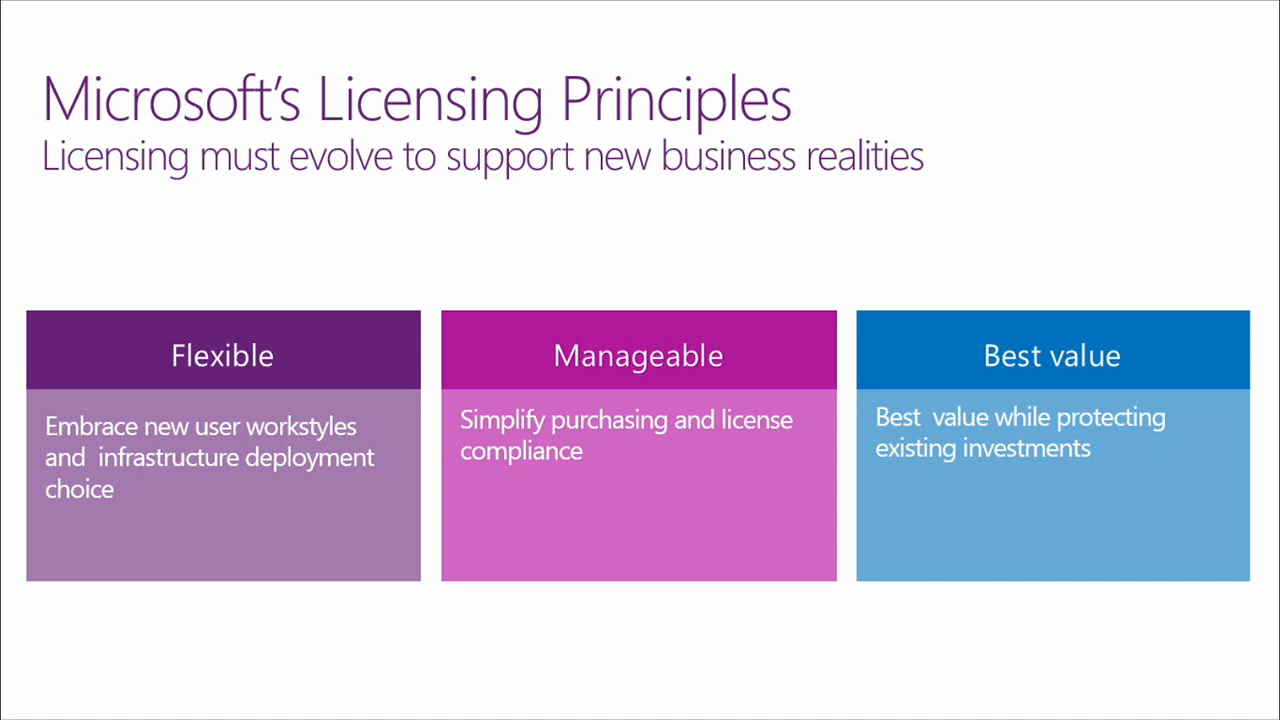 Microsoft's Licensing Principles
Licensing must evolve to support new business realities
Flexible
Embrace new user workstyles
and  infrastructure deployment
choice
Manageable
Simplify purchasing and license
compliance
Best value
Best  value while protecting
existing investments